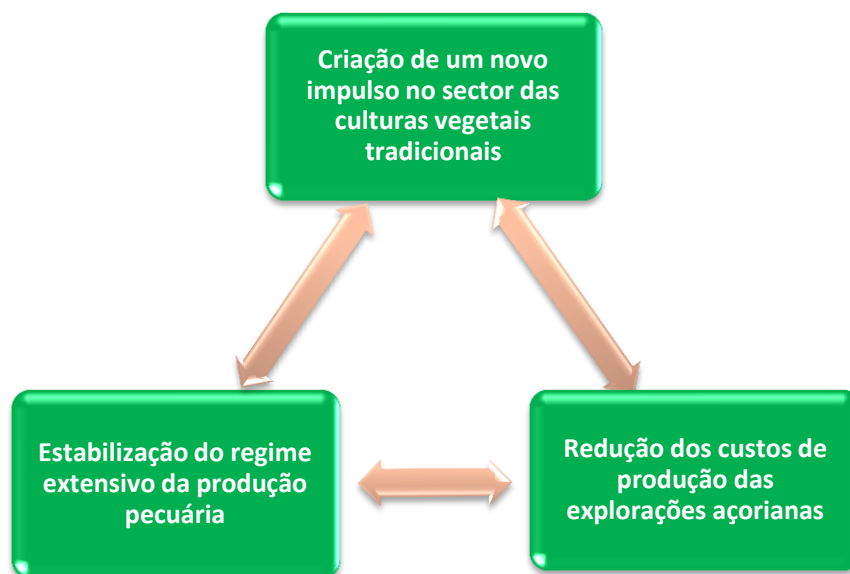 Criação de um novo
impulso no sector das
culturas vegetais
tradicionais
Estabilização do regime
extensivo da produção
pecuária
Redução dos custos de
produção das
explorações açorianas